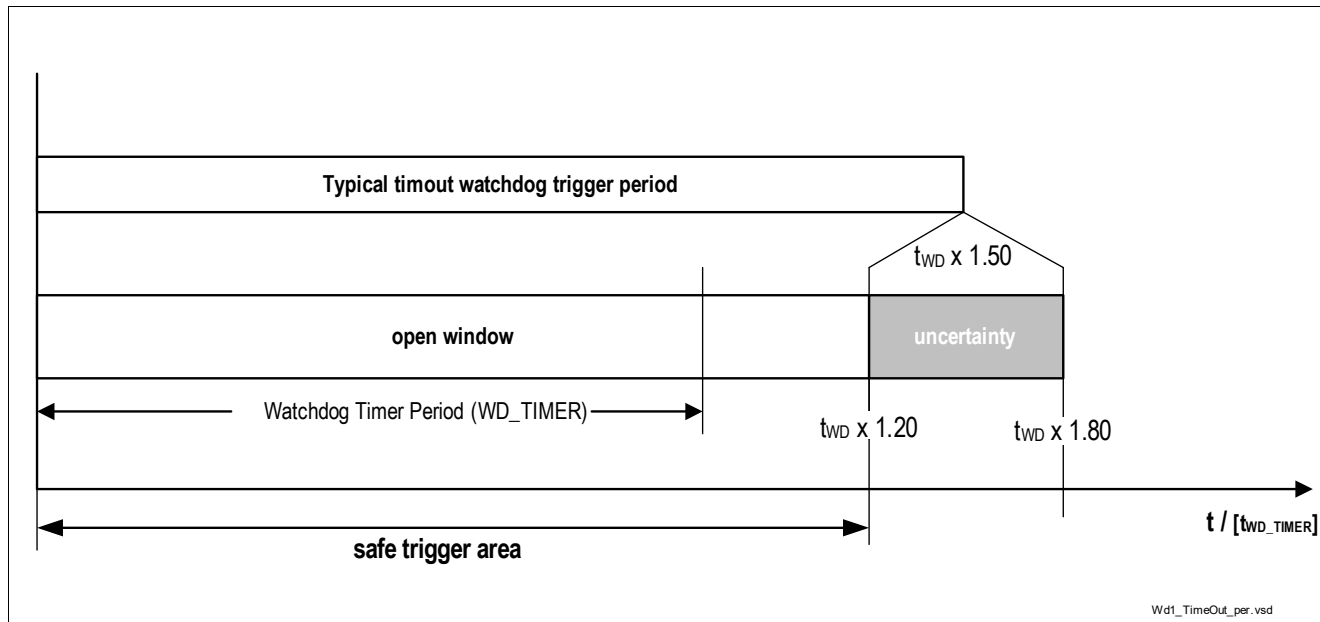 Typical timout watchdog trigger period
tWD x 1.50
open window
uncertainty
Watchdog Timer Period (WD_TIMER)
tWD x 1.20
tWD x 1.80
t / [tWD_TIMER]
safe trigger area
Wd1_TimeOut_per.vsd